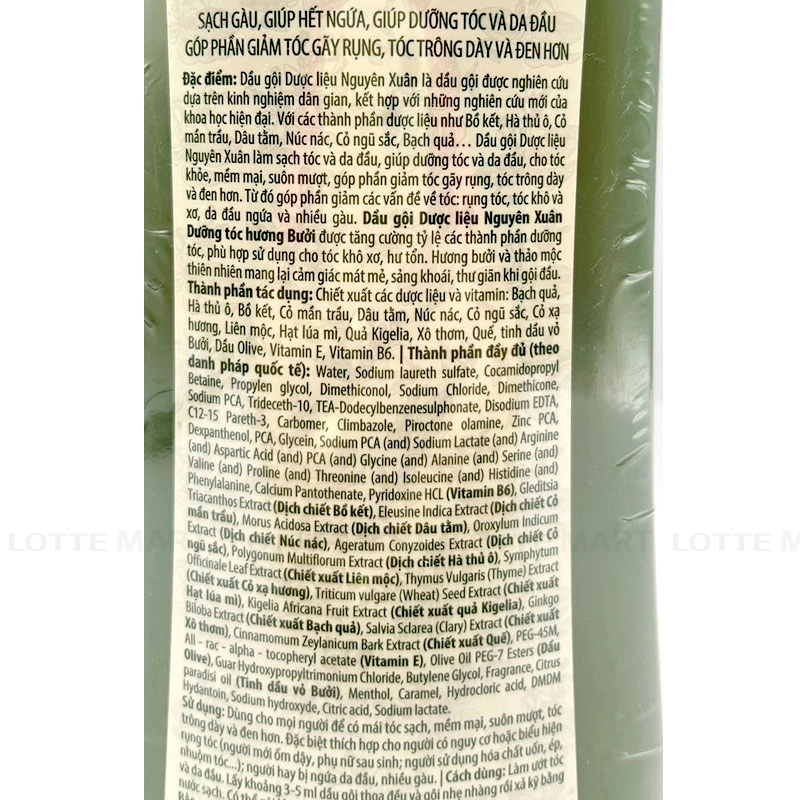 SẠCH GÀU, GIÚP HẾT NGỨA, GIÚP DƯỠNG TÓC VÀ DA ĐẦU
GÓP PHẦN GIẢM TÓC GÃY RỤNG, TÓC TRÔNG DÀY VÀ ĐEN HƠN
Đặc điểm: Dầu gội Dược liệu Nguyên Xuân là dầu gội được nghiên cứu
dựa trên kinh nghiệm dân gian, kết hợp với những nghiên cứu mới của
khoa học hiện đại. Với các thành phần dược liệu như Bồ kết, Hà thủ ô, Cỏ
mần trầu, Dâu tằm, Núc nác, Cỏ ngũ sắc, Bạch quả... Dầu gội Dược liệu
Nguyên Xuân làm sạch tóc và da đầu, giúp dưỡng tóc và da đầu, cho tóc
khỏe, mềm mại, suôn mượt, góp phần giảm tóc gãy rụng, tóc trông dày
và đen hơn. Từ đó góp phần giảm các vấn đề về tóc: rụng tóc, tóc khô và
xơ, da đầu ngứa và nhiều gàu. Dầu gội Dược liệu Nguyên Xuân
Dưỡng tóc hương Bưởi được tăng cường tỷ lệ các thành phần dưỡng
tóc, phù hợp sử dụng cho tóc khô xơ, hư tổn. Hương bưởi và thảo mộc
thiên nhiên mang lại cảm giác mát mẻ, sảng khoái, thư giãn khi gội đầu.
Thành phần tác dụng: Chiết xuất các dược liệu và vitamin: Bạch quả,
Hà thủ ô, Bồ kết, Cỏ mần trầu, Dâu tằm, Núc nác, Cỏ ngũ sắc, Cỏ xạ
hương, Liên mộc, Hạt lúa mì, Quả Kigelia, Xô thơm, Quế, tinh dầu vỏ
Bưởi, Dầu Olive, Vitamin E, Vitamin B6. | Thành phần đầy đủ (theo
danh pháp quốc tế): Water, Sodium laureth sulfate, Cocamidopropyl
Betaine, Propylen glycol, Dimethiconol, Sodium Chloride, Dimethicone,
Sodium PCA, Trideceth-10, TEA-Dodecylbenzenesulphonate, Disodium EDTA,
C12-15 Pareth-3, Carbomer, Climbazole, Piroctone olamine, Zinc PCA,
Dexpanthenol, PCA, Glycein, Sodium PCA (and) Sodium Lactate (and) Arginine
(and) Aspartic Acid (and) PCA (and) Glycine (and) Alanine (and) Serine (and)
Valine (and) Proline (and) Threonine (and) Isoleucine (and) Histidine (and)
Phenylalanine, Calcium Pantothenate, Pyridoxine HCL (Vitamin B6), Gleditsia
Triacanthos Extract (Dịch chiết Bồ kết), Eleusine Indica Extract (Dịch chiết Cỏ
mần trầu), Morus Acidosa Extract (Dịch chiết Dâu tằm), Oroxylum Indicum
Extract (Dịch chiết Núc nác), Ageratum Conyzoides Extract (Dịch chiết Cỏ
ngũ sắc), Polygonum Multiflorum Extract (Dịch chiết Hà thủ ô), Symphytum
Officinale Leaf Extract (Chiết xuất Liên mộc), Thymus Vulgaris (Thyme) Extract
(Chiết xuất Cỏ xạ hương), Triticum vulgare (Wheat) Seed Extract (Chiết xuất
Hạt lúa mì), Kigelia Africana Fruit Extract (Chiết xuất quả Kigelia), Ginkgo
Biloba Extract (Chiết xuất Bạch quả), Salvia Sclarea (Clary) Extract (Chiết xuất
Xô thơm), Cinnamomum Zeylanicum Bark Extract (Chiết xuất Quế), PEG-45M,
All - rac - alpha - tocopheryl acetate (Vitamin E), Olive Oil PEG-7 Esters (Dầu
Olive), Guar Hydroxypropyltrimonium Chloride, Butylene Glycol, Fragrance, Citrus
paradisi oil (Tinh dầu vỏ Bưởi), Menthol, Caramel, Hydrocloric acid, DMDM
Hydantoin, Sodium hydroxyde, Citric acid, Sodium lactate.
Sử dụng: Dùng cho mọi người để có mái tóc sạch, mềm mại, suôn mượt, tóc
trông dày và đen hơn. Đặc biệt thích hợp cho người có nguy cơ hoặc biểu hiện
rụng tóc (người mới ốm dậy, phụ nữ sau sinh; người sử dụng hóa chất uốn, ép,
nhuộm tóc...); người hay bị ngứa da đầu, nhiều gàu. | Cách dùng: Làm ướt tóc
và da đầu. Lấy khoảng 3-5 ml dầu gội thoa đều và gội nhẹ nhàng rồi xả kỹ bằng
nước sạch. Có thể
LOTTE MART
LOTTE M